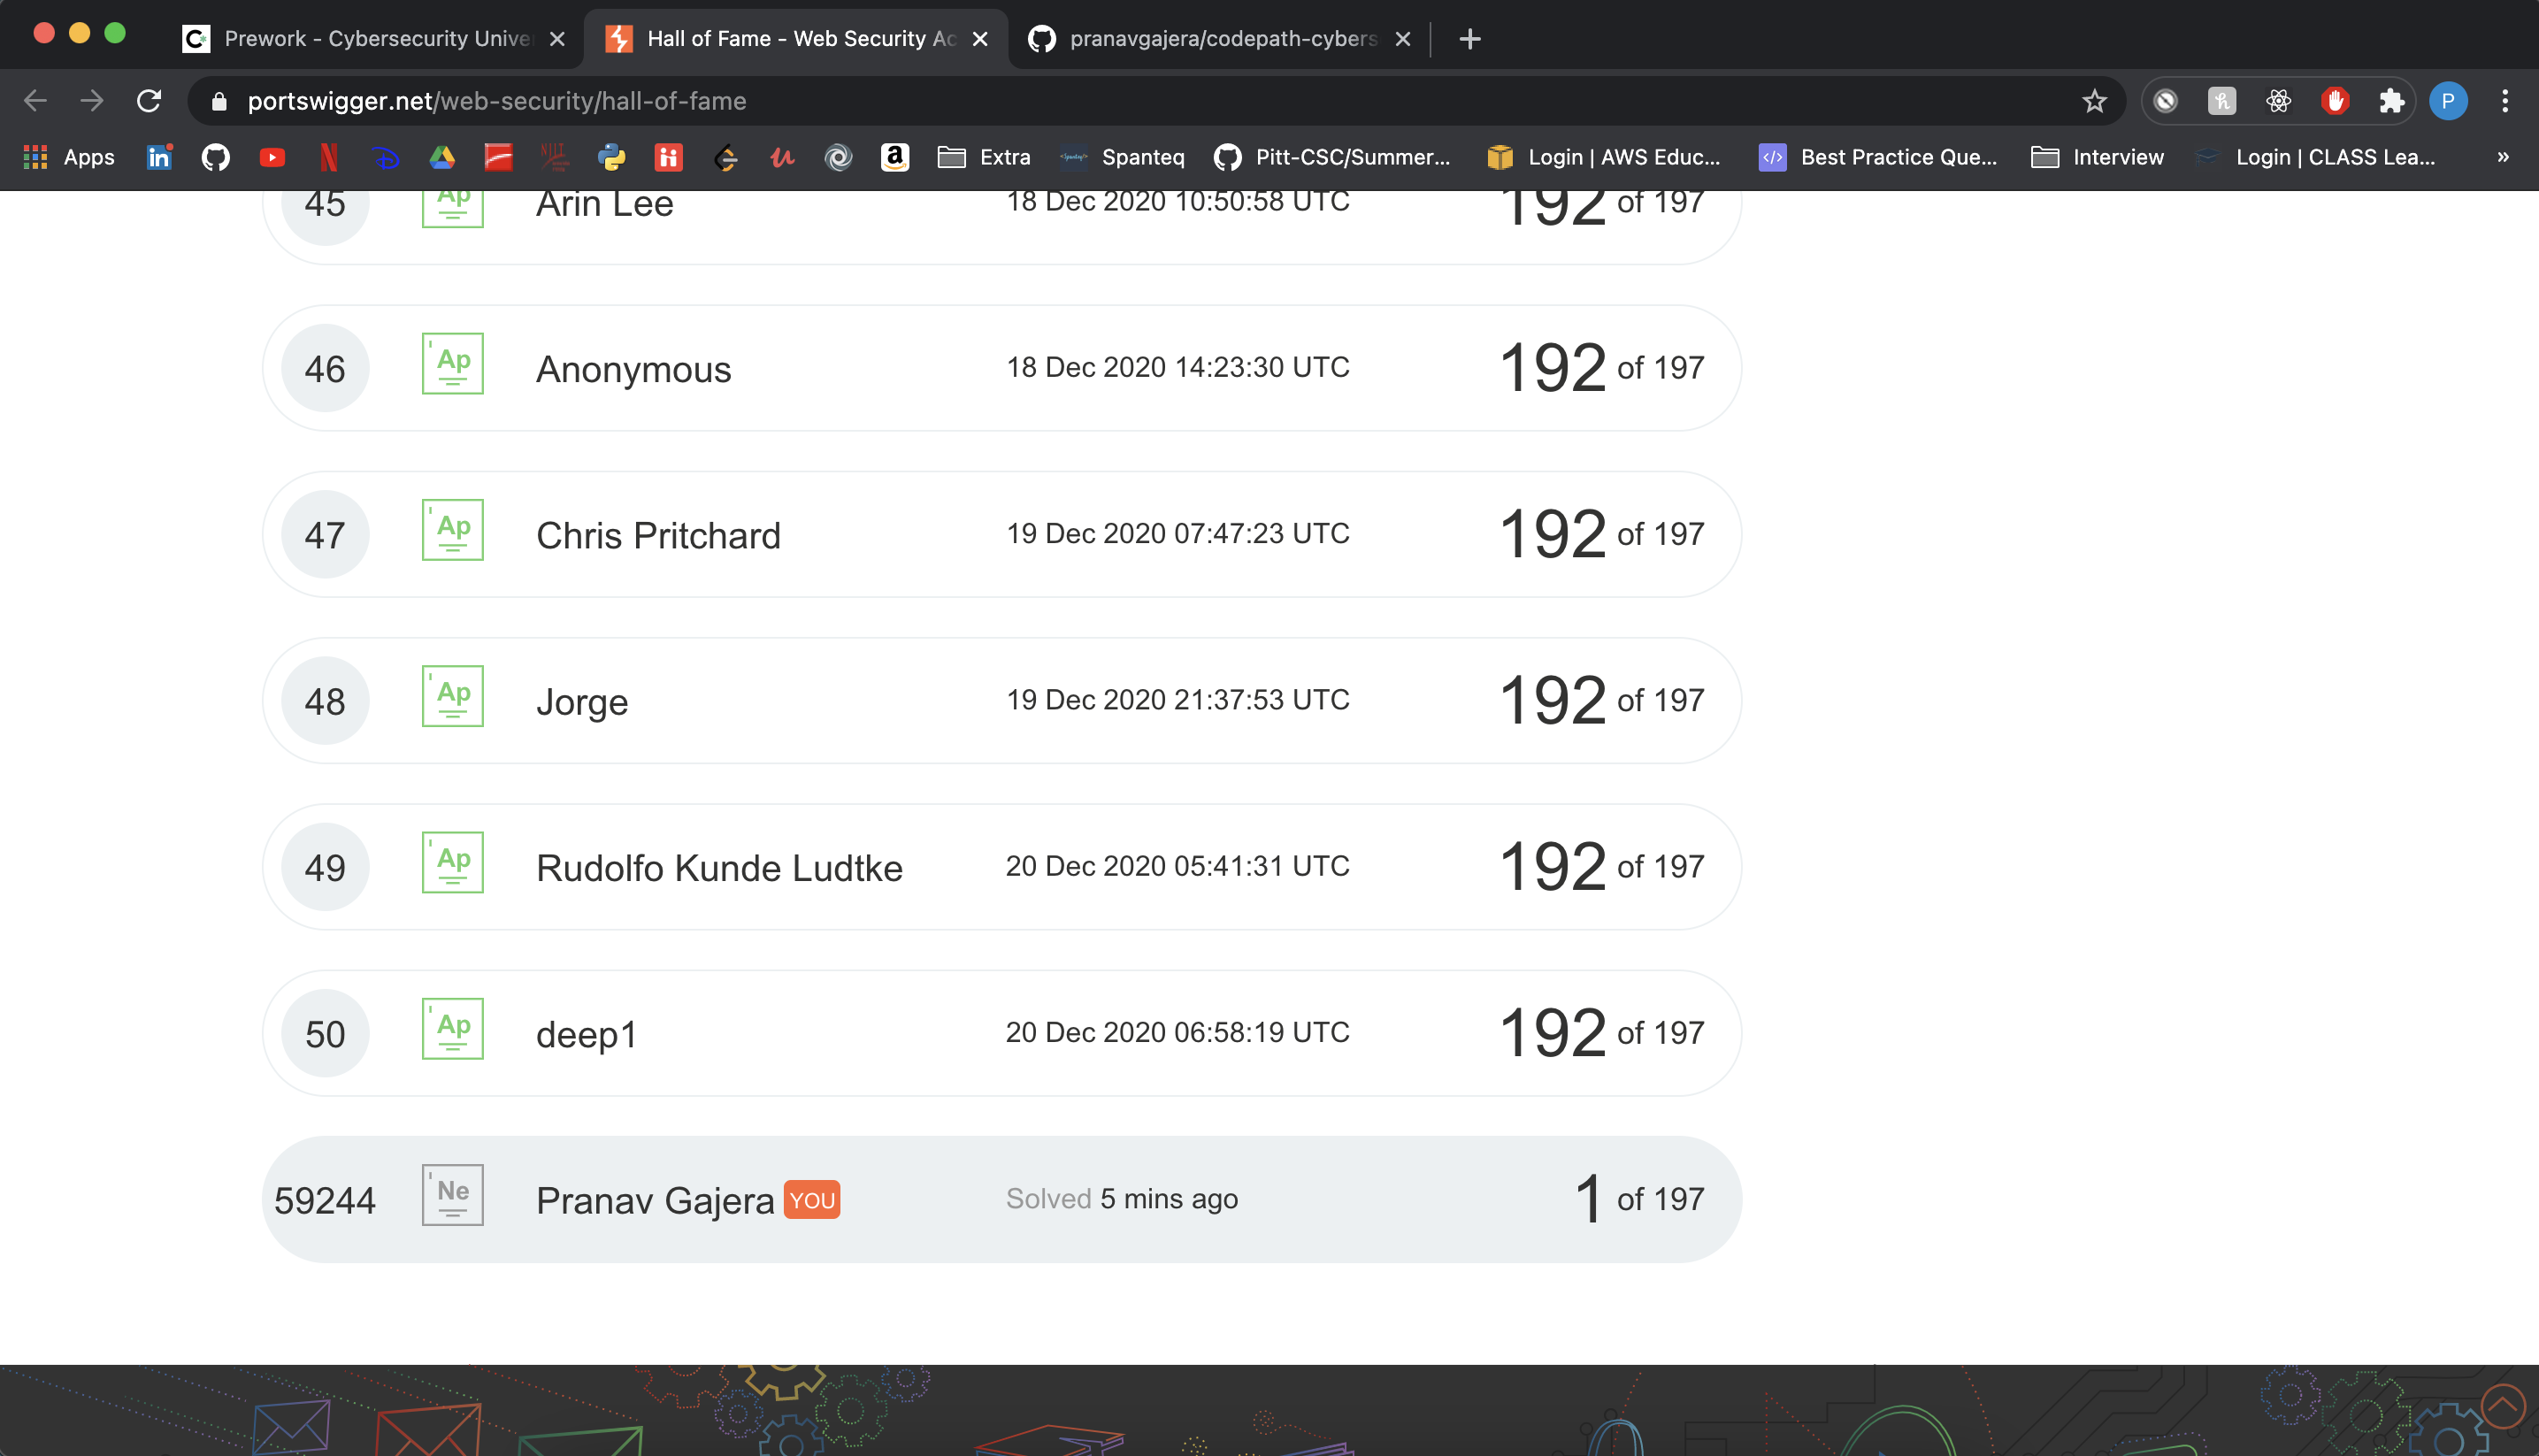 Prework - Cybersecurity Unive
Hall of Fame - Web Security Ac
pranavgajera/codepath-cybers
portswigger.net/web-security/hall-of-fame
P
Apps
Extra
Spanteq
Pitt-CSC/Summer...
Login | AWS Educ...
Best Practice Que...
Interview
Login | CLASS Lea...
»
45 Ap Arin Lee 18 Dec 2020 10:50:58 UTC 192 of 197
46 Ap Anonymous 18 Dec 2020 14:23:30 UTC 192 of 197
47 Ap Chris Pritchard 19 Dec 2020 07:47:23 UTC 192 of 197
48 Ap Jorge 19 Dec 2020 21:37:53 UTC 192 of 197
49 Ap Rudolfo Kunde Ludtke 20 Dec 2020 05:41:31 UTC 192 of 197
50 Ap deep1 20 Dec 2020 06:58:19 UTC 192 of 197
59244 Ne Pranav Gajera YOU Solved 5 mins ago 1 of 197